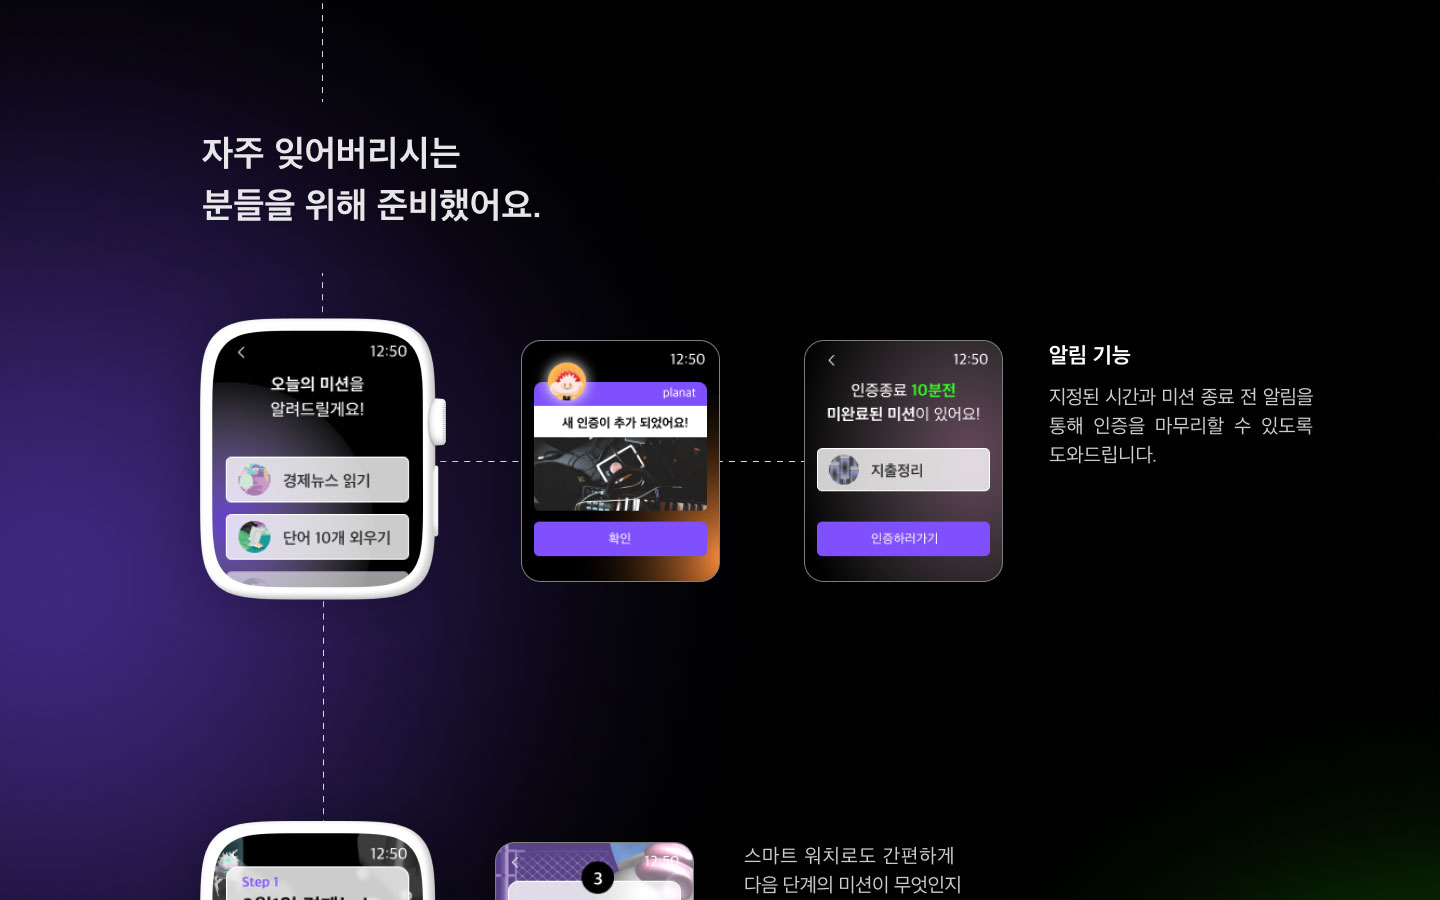 자주 잊어버리시는
분들을 위해 준비했어요.
12:50
오늘의 미션을
알려드릴게요!
경제뉴스 읽기
단어 10개 외우기
12:50
planat
새 인증이 추가 되었어요!
확인
12:50
인증종료 10분전
미완료된 미션이 있어요!
지출정리
인증하러가기
알림 기능
지정된 시간과 미션 종료 전 알림을
통해 인증을 마무리할 수 있도록
도와드립니다.
12:50
Step 1
12:50
3
스마트 워치로도 간편하게
다음 단계의 미션이 무엇인지